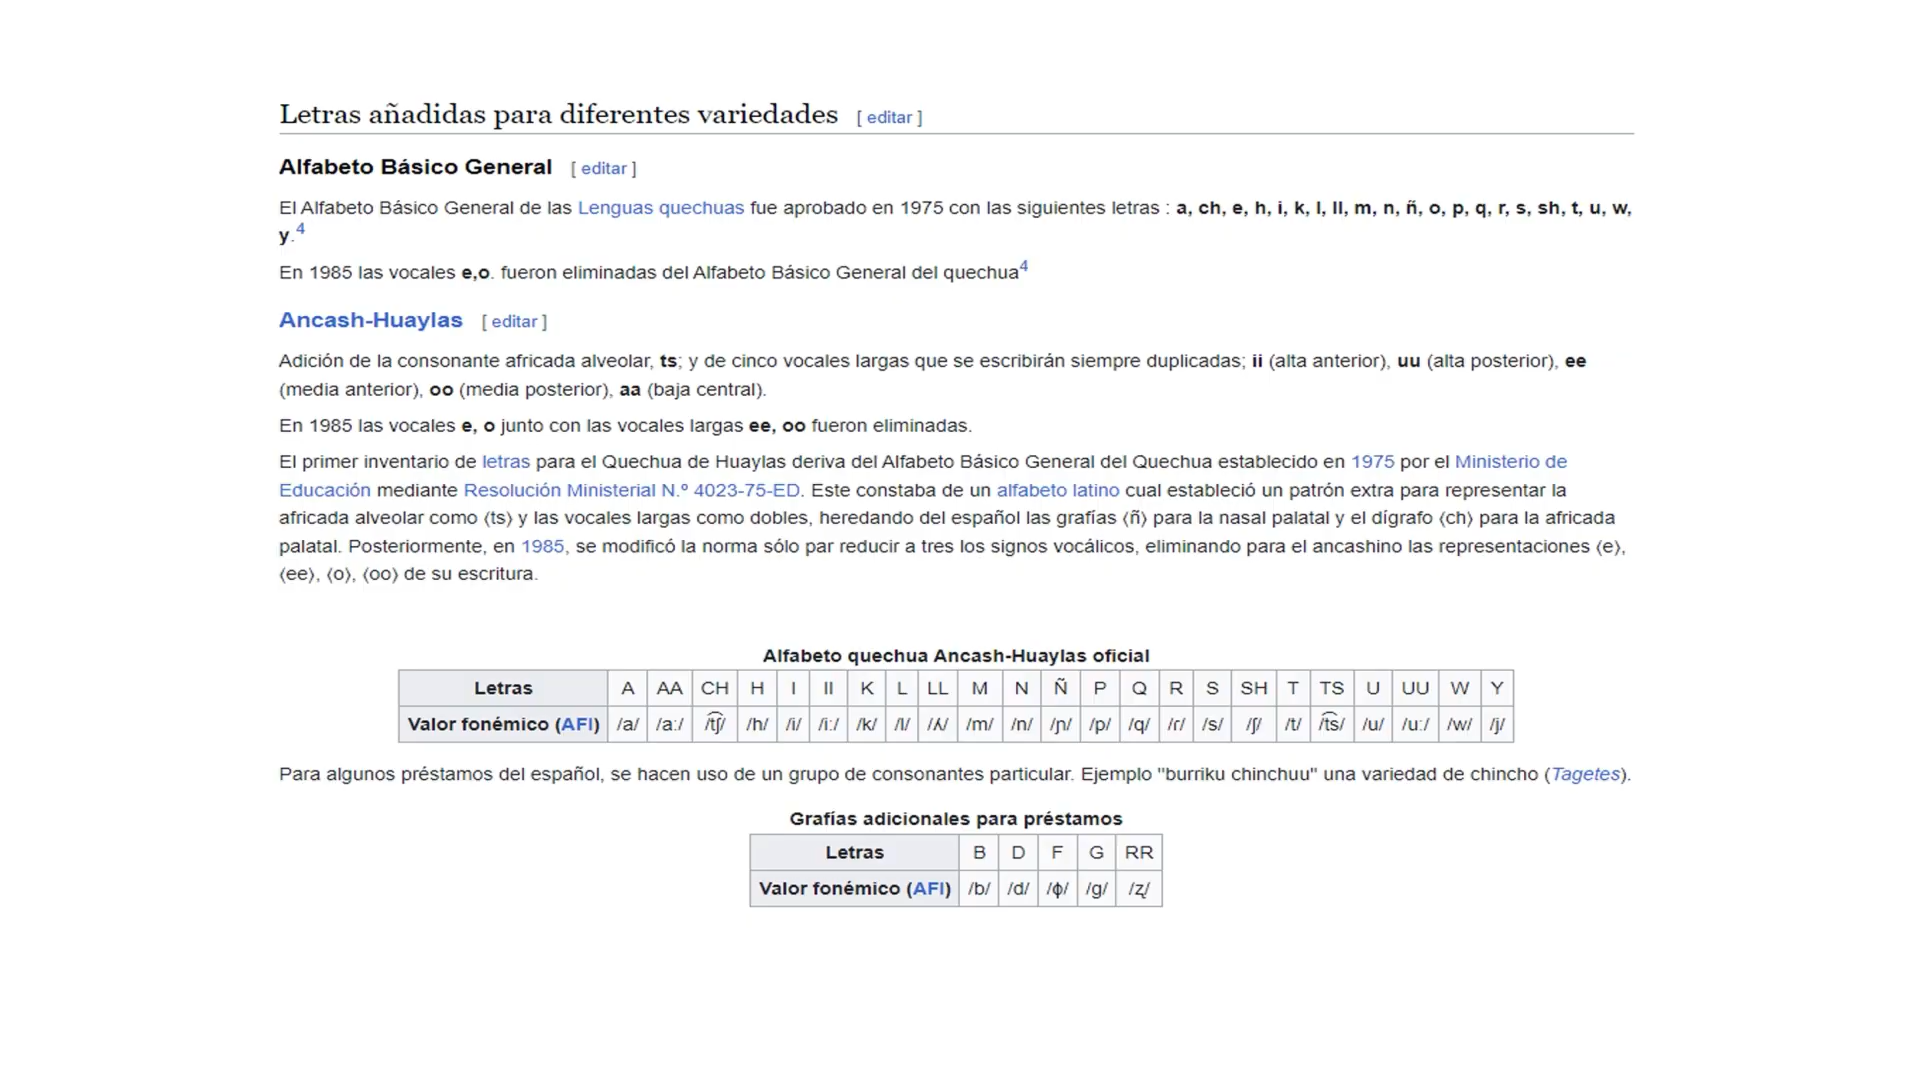 Letras añadidas para diferentes variedades [ editar ]
Alfabeto Básico General [ editar ]
El Alfabeto Básico General de las Lenguas quechuas fue aprobado en 1975 con las siguientes letras : a, ch, e, h, i, k, l, ll, m, n, ñ, o, p, q, r, s, sh, t, u, w,
y.4
En 1985 las vocales e,o. fueron eliminadas del Alfabeto Básico General del quechua4
Ancash-Huaylas [ editar ]
Adición de la consonante africada alveolar, ts; y de cinco vocales largas que se escribirán siempre duplicadas; ii (alta anterior), uu (alta posterior), ee
(media anterior), oo (media posterior), aa (baja central).
En 1985 las vocales e, o junto con las vocales largas ee, oo fueron eliminadas.
El primer inventario de letras para el Quechua de Huaylas deriva del Alfabeto Básico General del Quechua establecido en 1975 por el Ministerio de
Educación mediante Resolución Ministerial N.º 4023-75-ED. Este constaba de un alfabeto latino cual estableció un patrón extra para representar la
africada alveolar como ⟨ts⟩ y las vocales largas como dobles, heredando del español las grafías ⟨ñ⟩ para la nasal palatal y el dígrafo ⟨ch⟩ para la africada
palatal. Posteriormente, en 1985, se modificó la norma sólo par reducir a tres los signos vocálicos, eliminando para el ancashino las representaciones ⟨e⟩,
⟨ee⟩, ⟨o⟩, ⟨oo⟩ de su escritura.
Alfabeto quechua Ancash-Huaylas oficial
Letras A AA CH H I II K L LL M N Ñ P Q R S SH T TS U UU W Y
Valor fonémico (AFI) /a/ /aː/ /t͡ʃ/ /h/ /i/ /iː/ /k/ /l/ /ʎ/ /m/ /n/ /ɲ/ /p/ /q/ /ɾ/ /s/ /ʃ/ /t/ /t͡s/ /u/ /uː/ /w/ /j/
Para algunos préstamos del español, se hacen uso de un grupo de consonantes particular. Ejemplo "burriku chinchuu" una variedad de chincho (Tagetes).
Grafías adicionales para préstamos
Letras B D F G RR
Valor fonémico (AFI) /b/ /d/ /ɸ/ /g/ /ʐ/